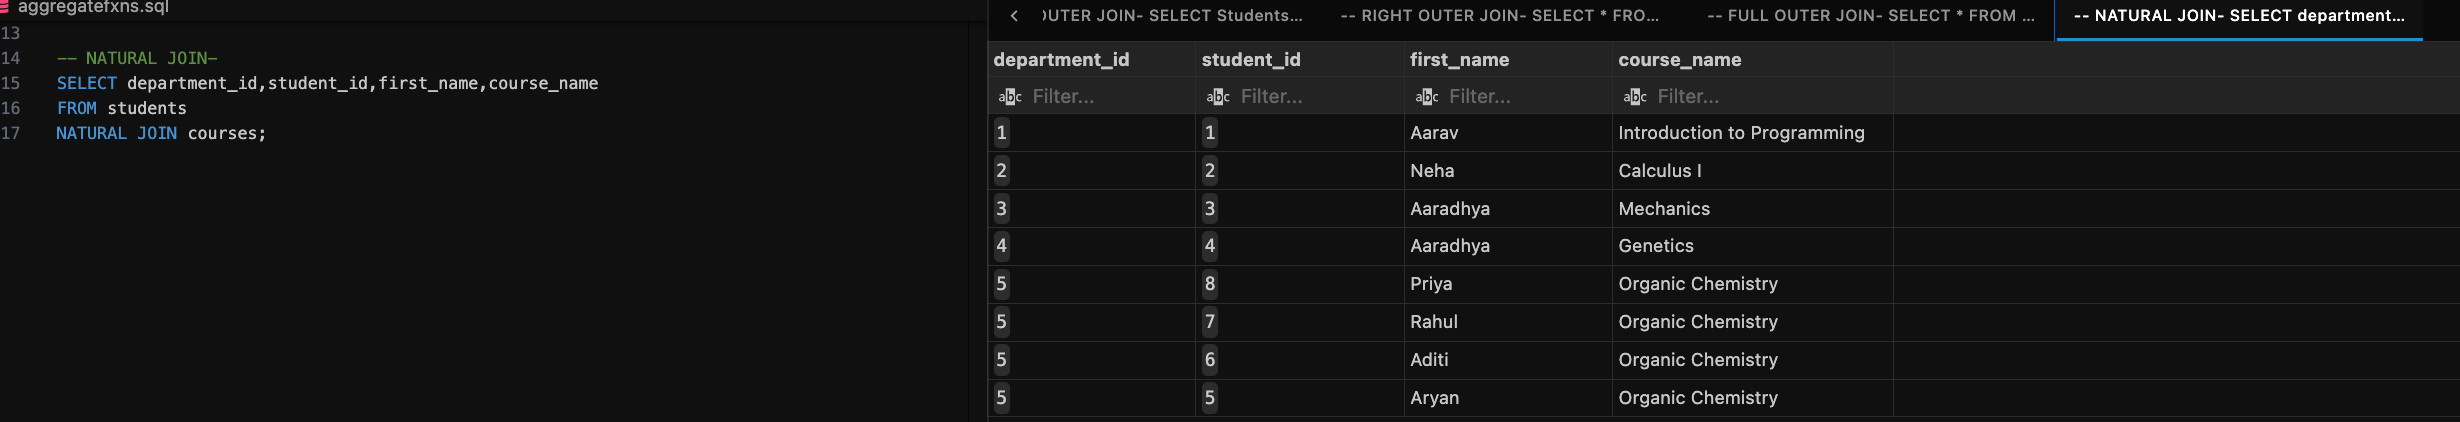 aggregatefxns.sql
13
14 -- NATURAL JOIN-
15 SELECT department_id,student_id,first_name,course_name
16 FROM students
17 NATURAL JOIN courses;
OUTER JOIN- SELECT Students... -- RIGHT OUTER JOIN- SELECT * FRO... -- FULL OUTER JOIN- SELECT * FROM ... -- NATURAL JOIN- SELECT department...
department_id student_id first_name course_name
abc Filter... abc Filter... abc Filter... abc Filter...
1 1 Aarav Introduction to Programming
2 2 Neha Calculus I
3 3 Aaradhya Mechanics
4 4 Aaradhya Genetics
5 8 Priya Organic Chemistry
5 7 Rahul Organic Chemistry
5 6 Aditi Organic Chemistry
5 5 Aryan Organic Chemistry